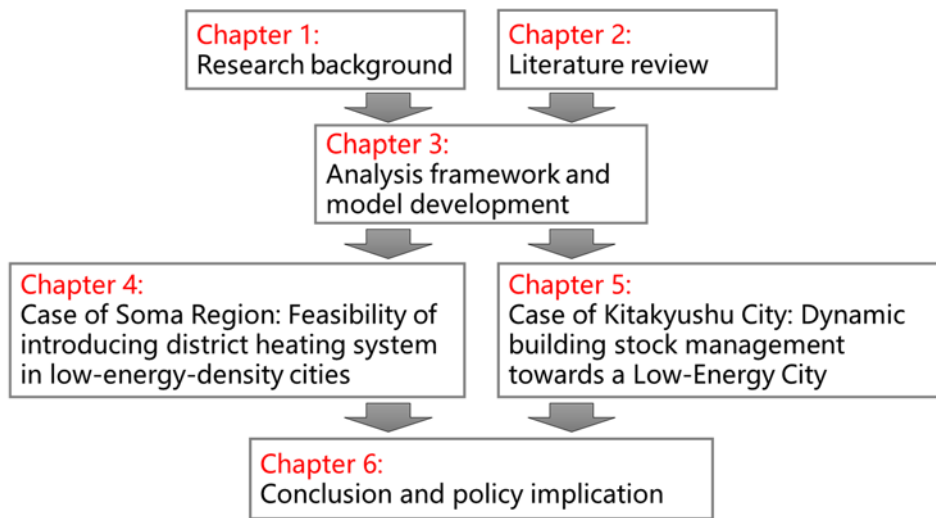 Chapter 1:
Research background
Chapter 2:
Literature review
Chapter 3:
Analysis framework and
model development
Chapter 4:
Case of Soma Region: Feasibility of
introducing district heating system
in low-energy-density cities
Chapter 5:
Case of Kitakyushu City: Dynamic
building stock management
towards a Low-Energy City
Chapter 6:
Conclusion and policy implication